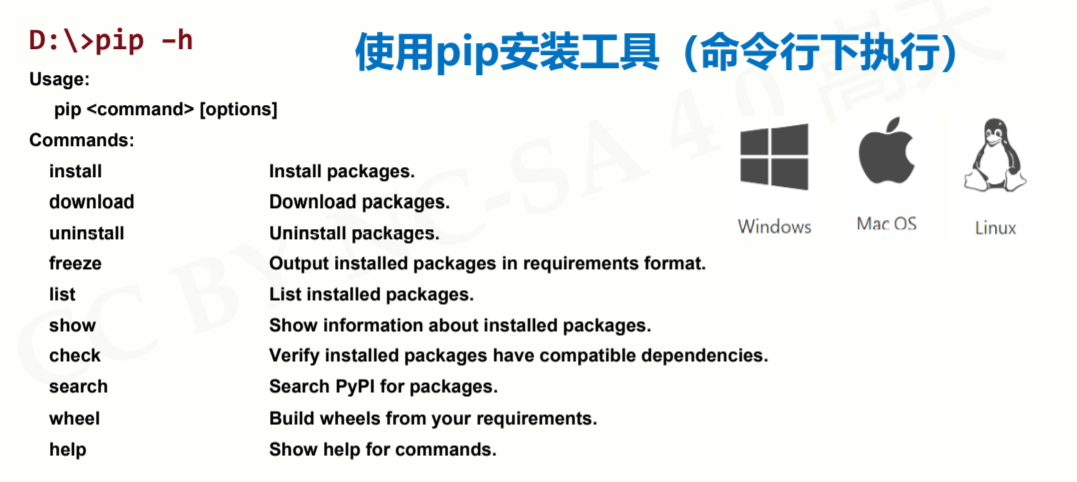 D:\>pip -h
使用pip安装工具（命令行下执行）
Usage:
pip <command> [options]
Commands:
install Install packages.
download Download packages.
uninstall Uninstall packages.
freeze Output installed packages in requirements format.
list List installed packages.
show Show information about installed packages.
check Verify installed packages have compatible dependencies.
search Search PyPI for packages.
wheel Build wheels from your requirements.
help Show help for commands.
Windows
Mac OS
Linux
CC BY-NC-SA 4.0 嵩天